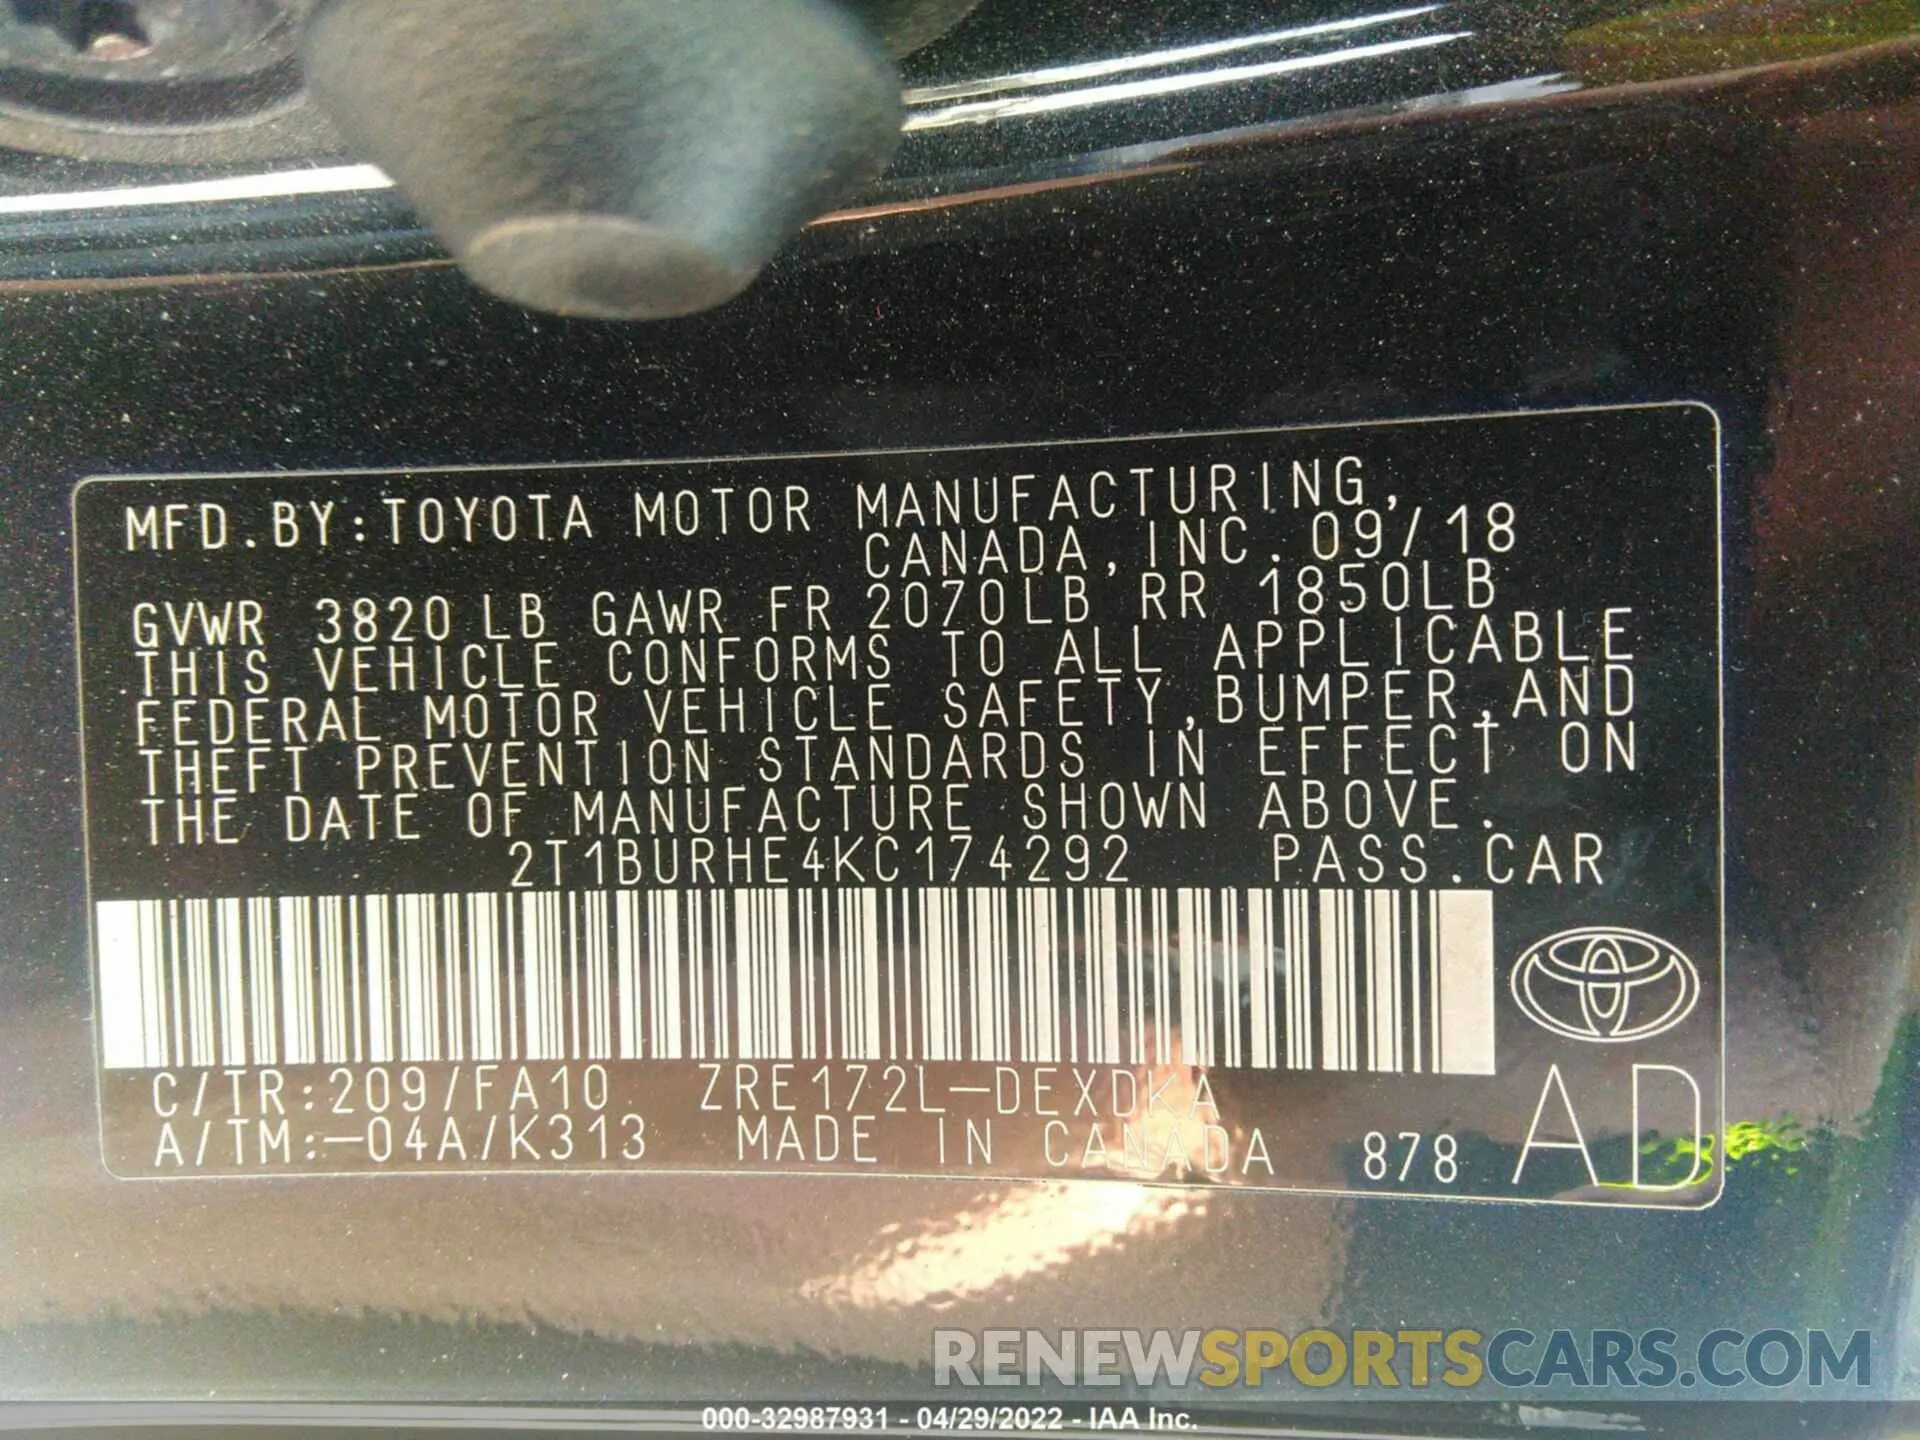 MFD.BY:TOYOTA MOTOR MANUFACTURING,
CANADA,INC. 09/18
GVWR 3820LB GAWR FR 2070LB RR 1850LB
THIS VEHICLE CONFORMS TO ALL APPLICABLE
FEDERAL MOTOR VEHICLE SAFETY,BUMPER,AND
THEFT PREVENTION STANDARDS IN EFFECT ON
THE DATE OF MANUFACTURE SHOWN ABOVE.
2T1BURHE4KC174292 PASS.CAR
C/TR:209/FA10 ZRE172L-DEXDKA
A/TM:-04A/K313 MADE IN CANADA 878 AD
RENEWSPORTSCARS.COM
000-32987931 - 04/29/2022 - IAA Inc.